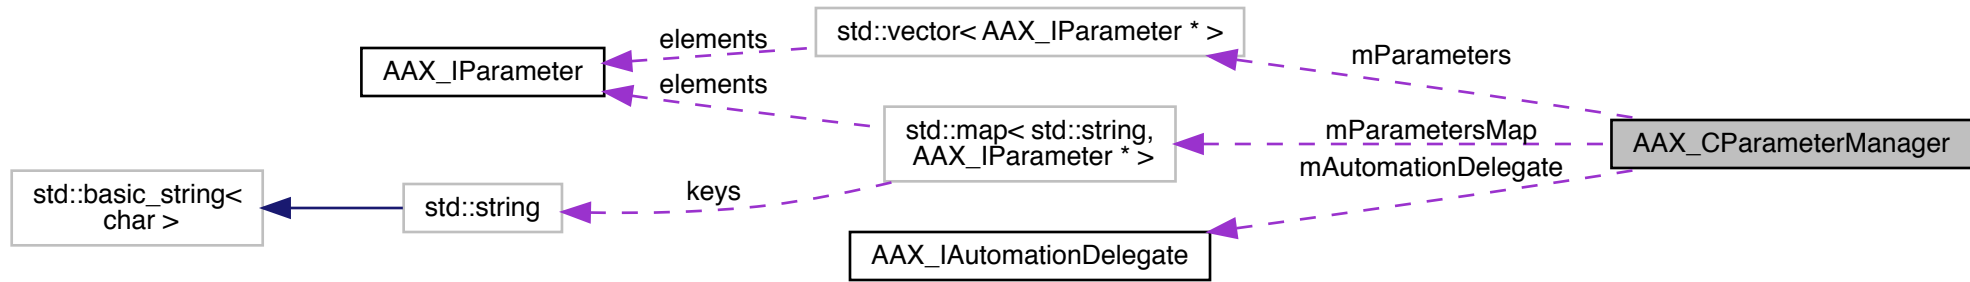 std::vector< AAX_IParameter * >
elements
mParameters
AAX_IParameter
elements
std::map< std::string,
AAX_IParameter * >
mParametersMap
AAX_CParameterManager
mAutomationDelegate
std::basic_string<
char >
std::string
keys
AAX_IAutomationDelegate